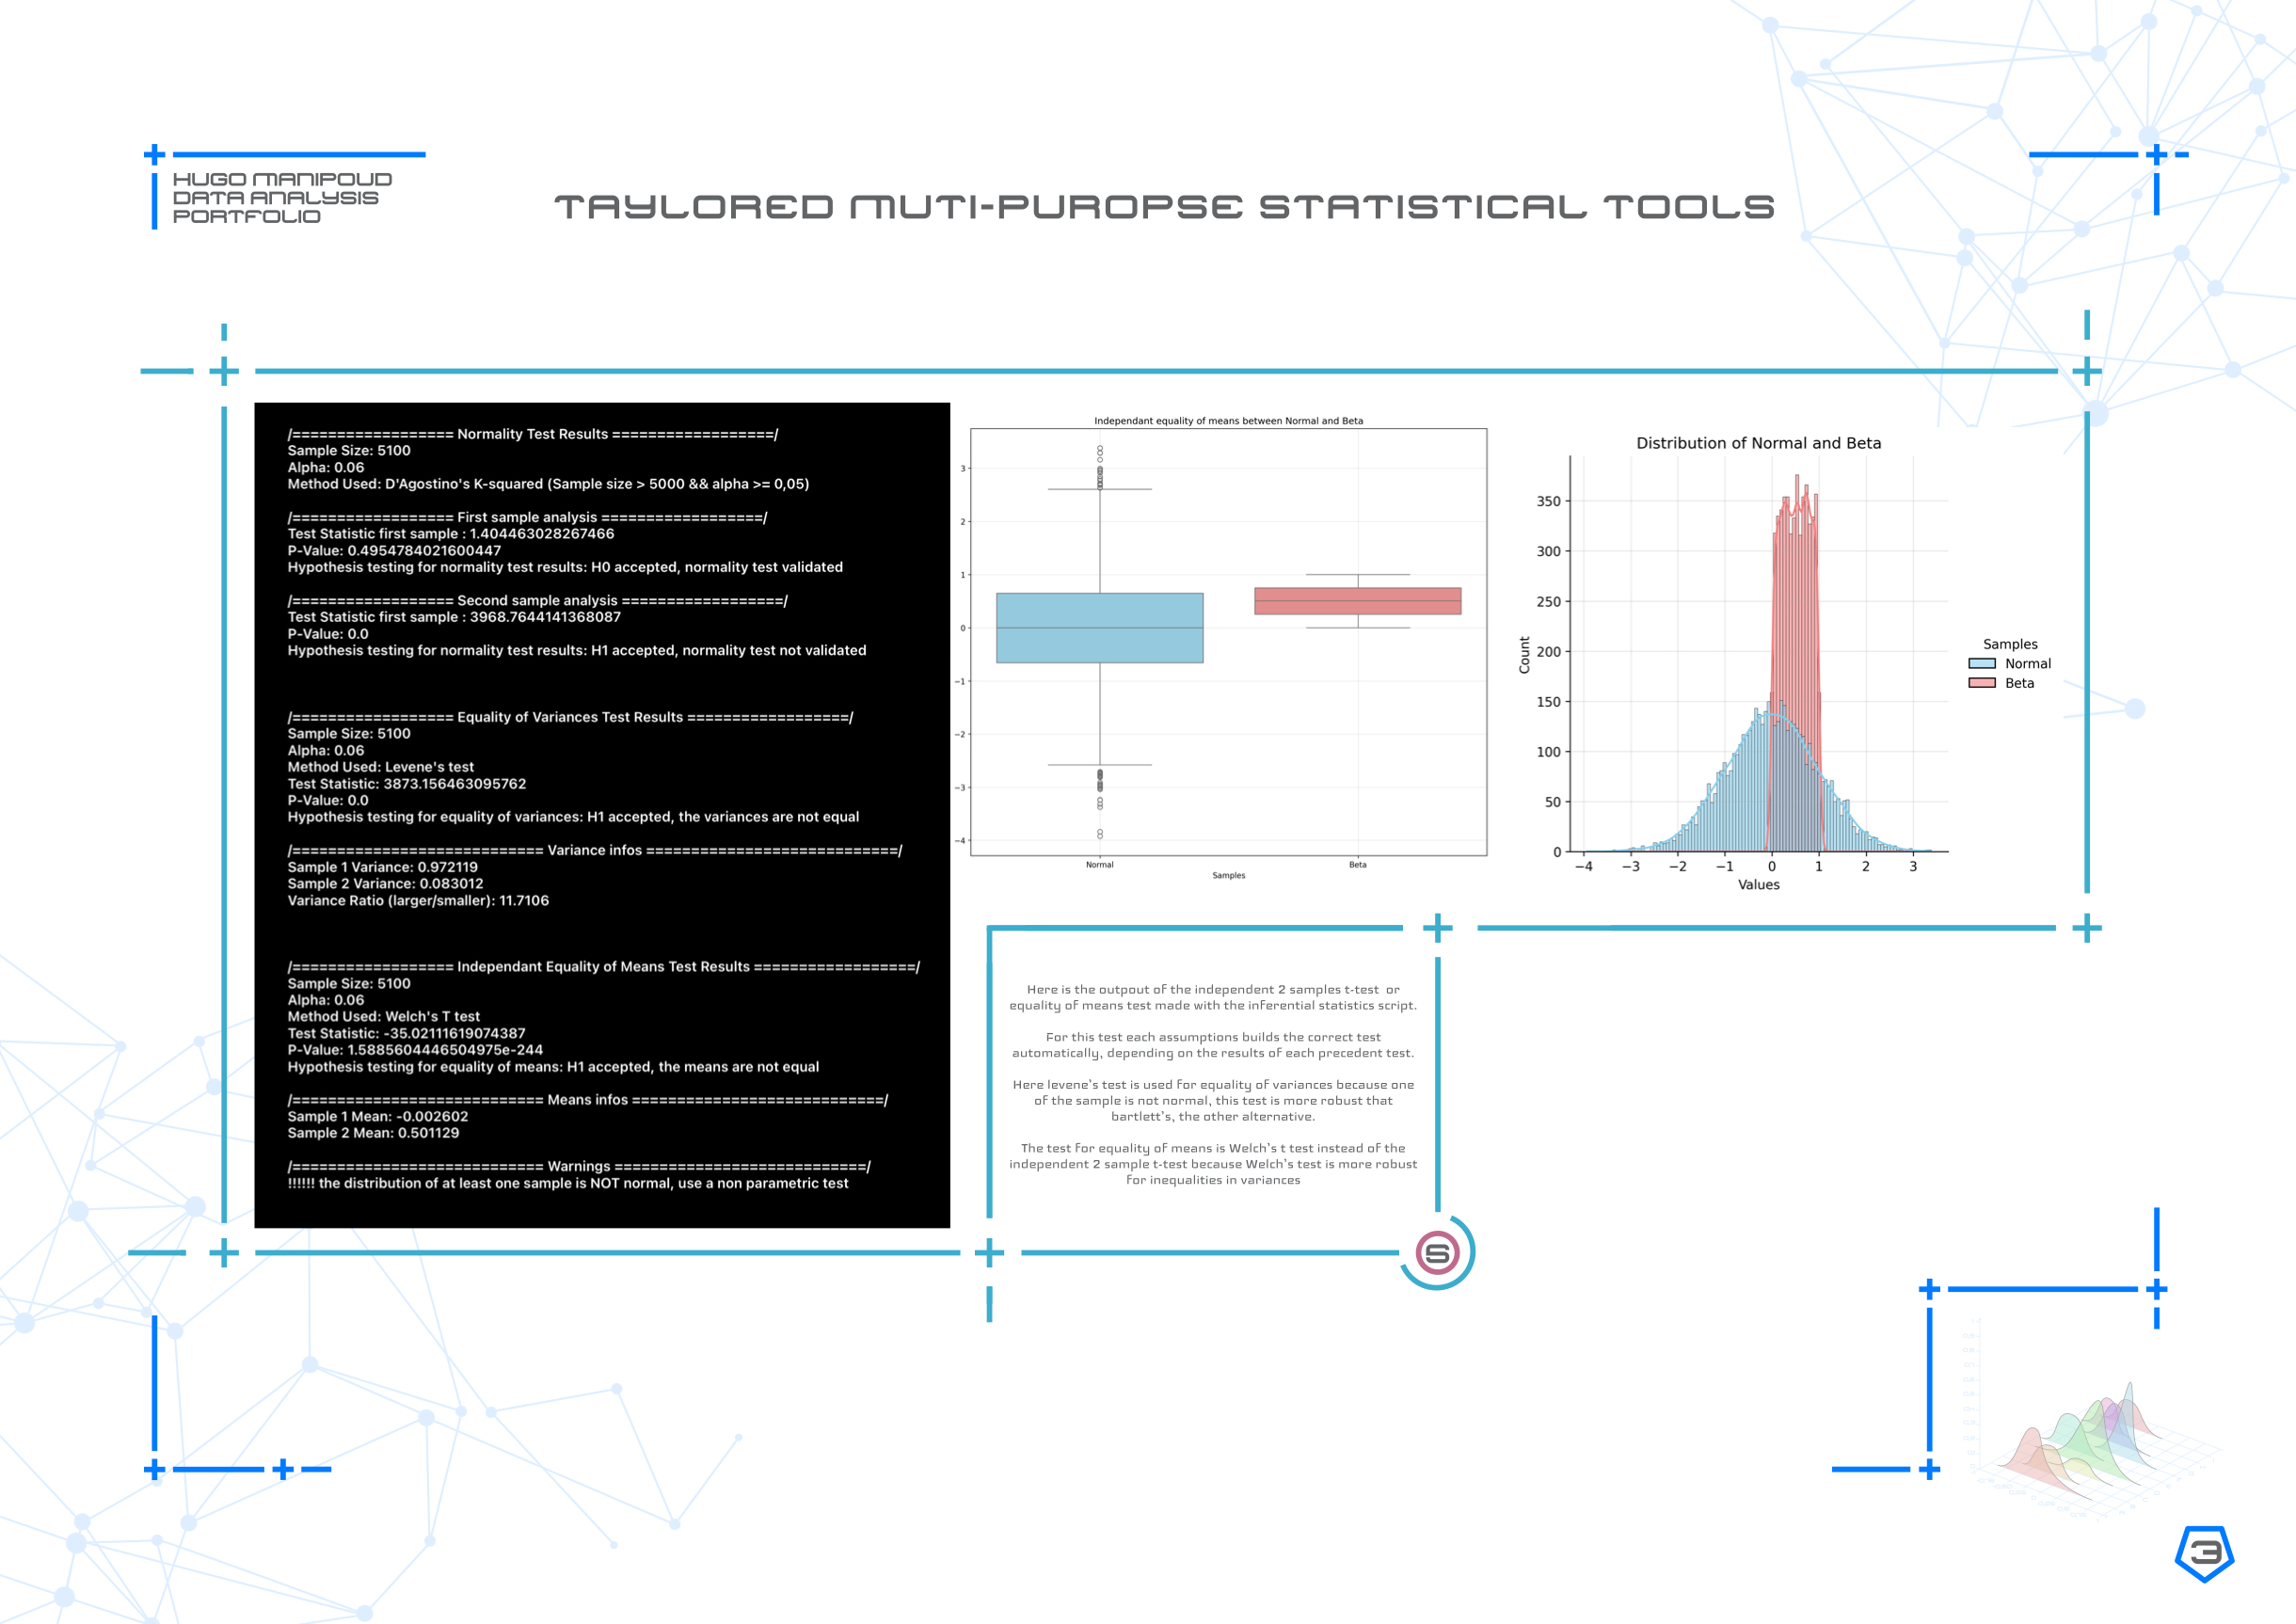 HUGO MANIPOUD
DATA ANALYSIS
PORTFOLIO
TAYLORED MUTI-PUROPSE STATISTICAL TOOLS
/================== Normality Test Results ==================/
Sample Size: 5100
Alpha: 0.06
Method Used: D'Agostino's K-squared (Sample size > 5000 && alpha >= 0,05)
/================== First sample analysis ==================/
Test Statistic first sample : 1.404463028267466
P-Value: 0.4954784021600447
Hypothesis testing for normality test results: H0 accepted, normality test validated
/================== Second sample analysis ==================/
Test Statistic first sample : 3968.7644141368087
P-Value: 0.0
Hypothesis testing for normality test results: H1 accepted, normality test not validated
/================== Equality of Variances Test Results ==================/
Sample Size: 5100
Alpha: 0.06
Method Used: Levene's test
Test Statistic: 3873.156463095762
P-Value: 0.0
Hypothesis testing for equality of variances: H1 accepted, the variances are not equal
/============================ Variance infos ============================/
Sample 1 Variance: 0.972119
Sample 2 Variance: 0.083012
Variance Ratio (larger/smaller): 11.7106
/================== Independant Equality of Means Test Results ==================/
Sample Size: 5100
Alpha: 0.06
Method Used: Welch's T test
Test Statistic: -35.02111619074387
P-Value: 1.5885604446504975e-244
Hypothesis testing for equality of means: H1 accepted, the means are not equal
/============================ Means infos ============================/
Sample 1 Mean: -0.002602
Sample 2 Mean: 0.501129
/============================ Warnings ============================/
!!!!!! the distribution of at least one sample is NOT normal, use a non parametric test
Independant equality of means between Normal and Beta
3
2
1
0
−1
−2
−3
−4
Normal
Beta
Samples
Distribution of Normal and Beta
350
300
250
200
150
100
50
0
Count
−4 −3 −2 −1 0 1 2 3
Values
Samples
Normal
Beta
Here is the outpout of the independent 2 samples t-test or
equality of means test made with the inferential statistics script.
For this test each assumptions builds the correct test
automatically, depending on the results of each precedent test.
Here levene's test is used for equality of variances because one
of the sample is not normal, this test is more robust that
bartlett's, the other alternative.
The test for equality of means is Welch's t test instead of the
independent 2 sample t-test because Welch's test is more robust
for inequalities in variances
S
3